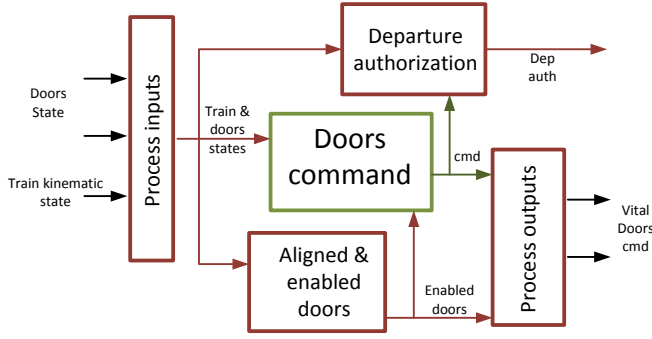 Doors
State
Train kinematic
state
Process inputs
Train &
doors
states
Departure
authorization
Dep
auth
Doors
command
cmd
Aligned &
enabled
doors
Enabled
doors
Process outputs
Vital
Doors
cmd